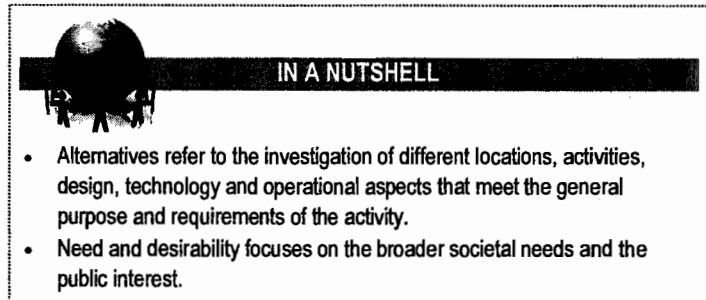 IN A NUTSHELL
• Alternatives refer to the investigation of different locations, activities,
design, technology and operational aspects that meet the general
purpose and requirements of the activity.
• Need and desirability focuses on the broader societal needs and the
public interest.